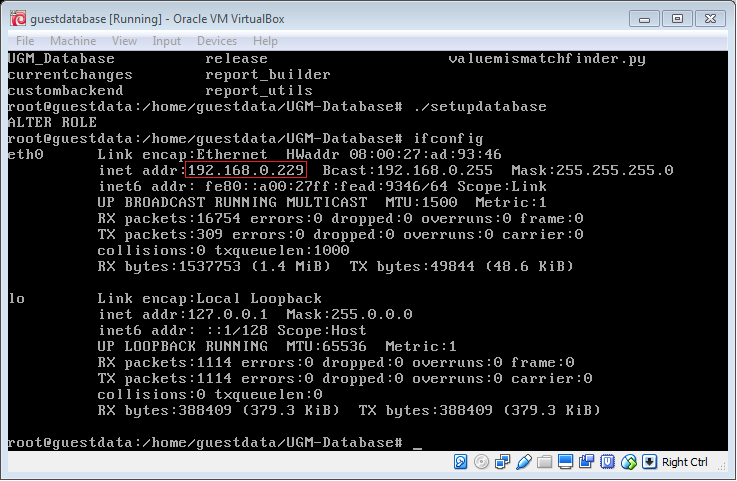 guestdatabase [Running] - Oracle VM VirtualBox
File Machine View Input Devices Help
UGM_Database release valuemismatchfinder.py
currentchanges report_builder
custombackend report_utils
root@guestdata:/home/guestdata/UGM-Database# ./setupdatabase
ALTER ROLE
root@guestdata:/home/guestdata/UGM-Database# ifconfig
eth0 Link encap:Ethernet HWaddr 08:00:27:ad:93:46
inet addr:192.168.0.229 Bcast:192.168.0.255 Mask:255.255.255.0
inet6 addr: fe80::a00:27ff:fead:9346/64 Scope:Link
UP BROADCAST RUNNING MULTICAST MTU:1500 Metric:1
RX packets:16754 errors:0 dropped:0 overruns:0 frame:0
TX packets:309 errors:0 dropped:0 overruns:0 carrier:0
collisions:0 txqueuelen:1000
RX bytes:1537753 (1.4 MiB) TX bytes:49844 (48.6 KiB)
lo Link encap:Local Loopback
inet addr:127.0.0.1 Mask:255.0.0.0
inet6 addr: ::1/128 Scope:Host
UP LOOPBACK RUNNING MTU:65536 Metric:1
RX packets:1114 errors:0 dropped:0 overruns:0 frame:0
TX packets:1114 errors:0 dropped:0 overruns:0 carrier:0
collisions:0 txqueuelen:0
RX bytes:388409 (379.3 KiB) TX bytes:388409 (379.3 KiB)
root@guestdata:/home/guestdata/UGM-Database# _
Right Ctrl